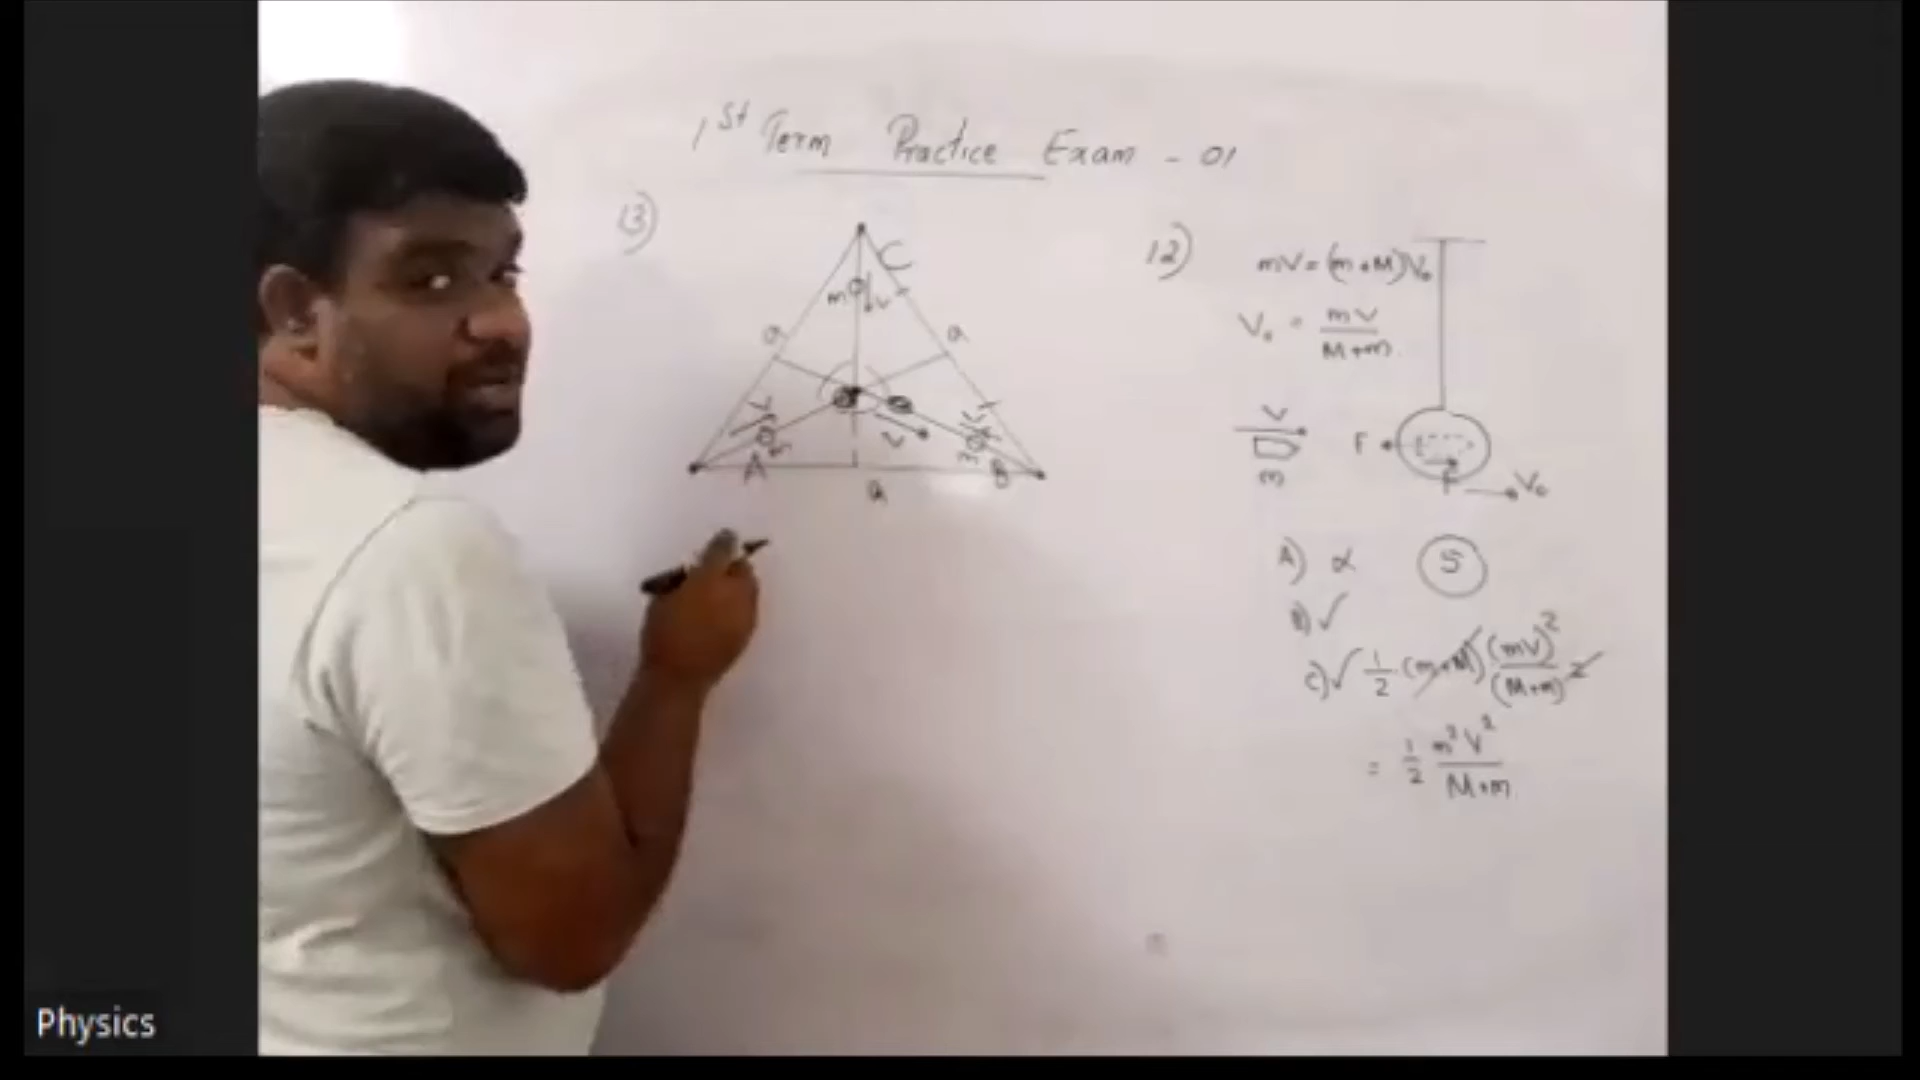 1st Term Practice Exam - 01
13)
C
m
V
a
a
V
m
A
V
V
m
B
a
12)
mV = (m+M)V₀
V₀ = mV / M+m
V
m
F
F
V₀
A) x
5
B) ✓
C) ✓ 1/2 (m+M) (mV)² / (M+m)²
= 1/2 m²V² / M+m
Physics